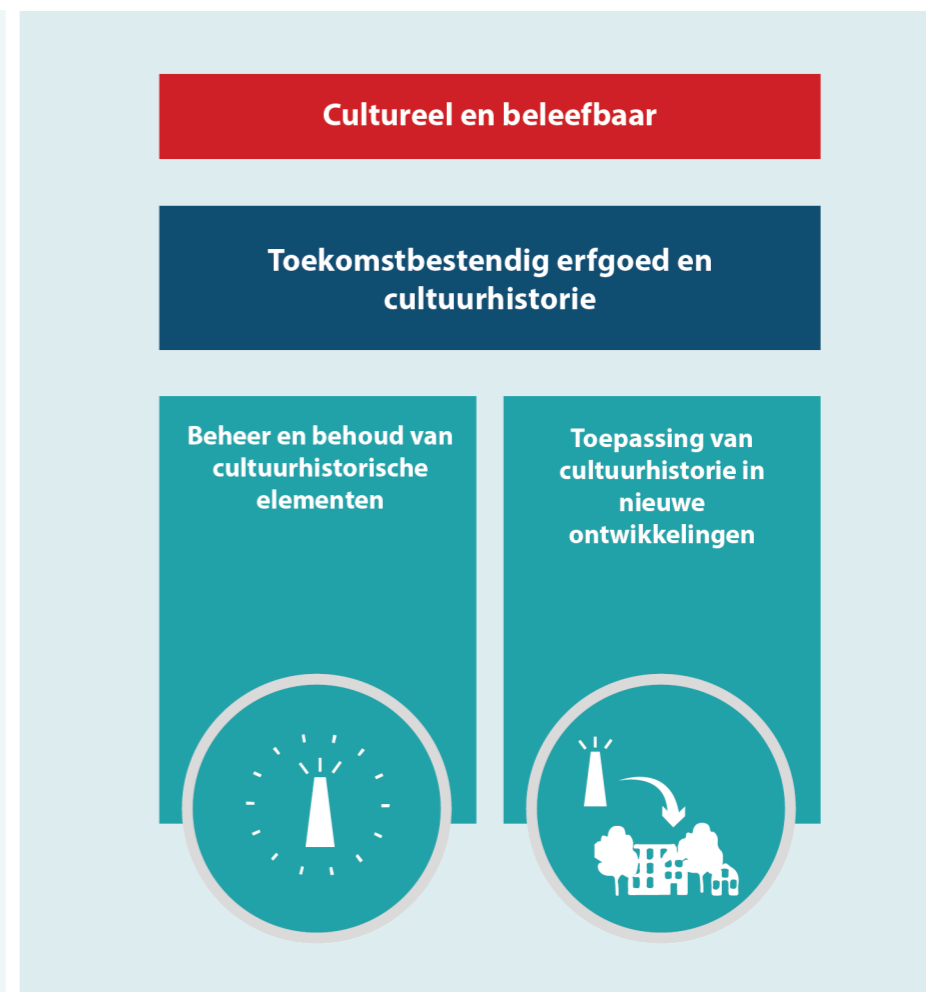 Cultureel en beleefbaar
Toekomstbestendig erfgoed en
cultuurhistorie
Beheer en behoud van
cultuurhistorische
elementen
Toepassing van
cultuurhistorie in
nieuwe
ontwikkelingen